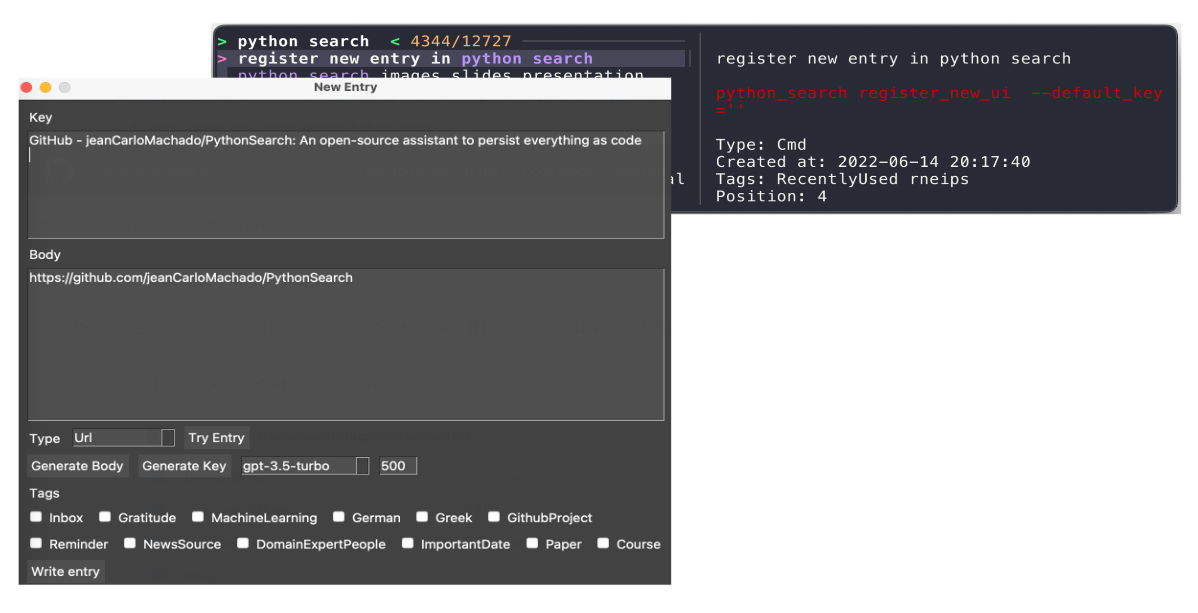 > python search < 4344/12727
> register new entry in python search
python search images slides presentation
register new entry in python search
python_search register_new_ui --default_key
=''
Type: Cmd
Created at: 2022-06-14 20:17:40
Tags: RecentlyUsed rneips
Position: 4
al
New Entry
Key
GitHub - jeanCarloMachado/PythonSearch: An open-source assistant to persist everything as code
Body
https://github.com/jeanCarloMachado/PythonSearch
Type Url Try Entry
Generate Body Generate Key gpt-3.5-turbo 500
Tags
Inbox Gratitude MachineLearning German Greek GithubProject
Reminder NewsSource DomainExpertPeople ImportantDate Paper Course
Write entry